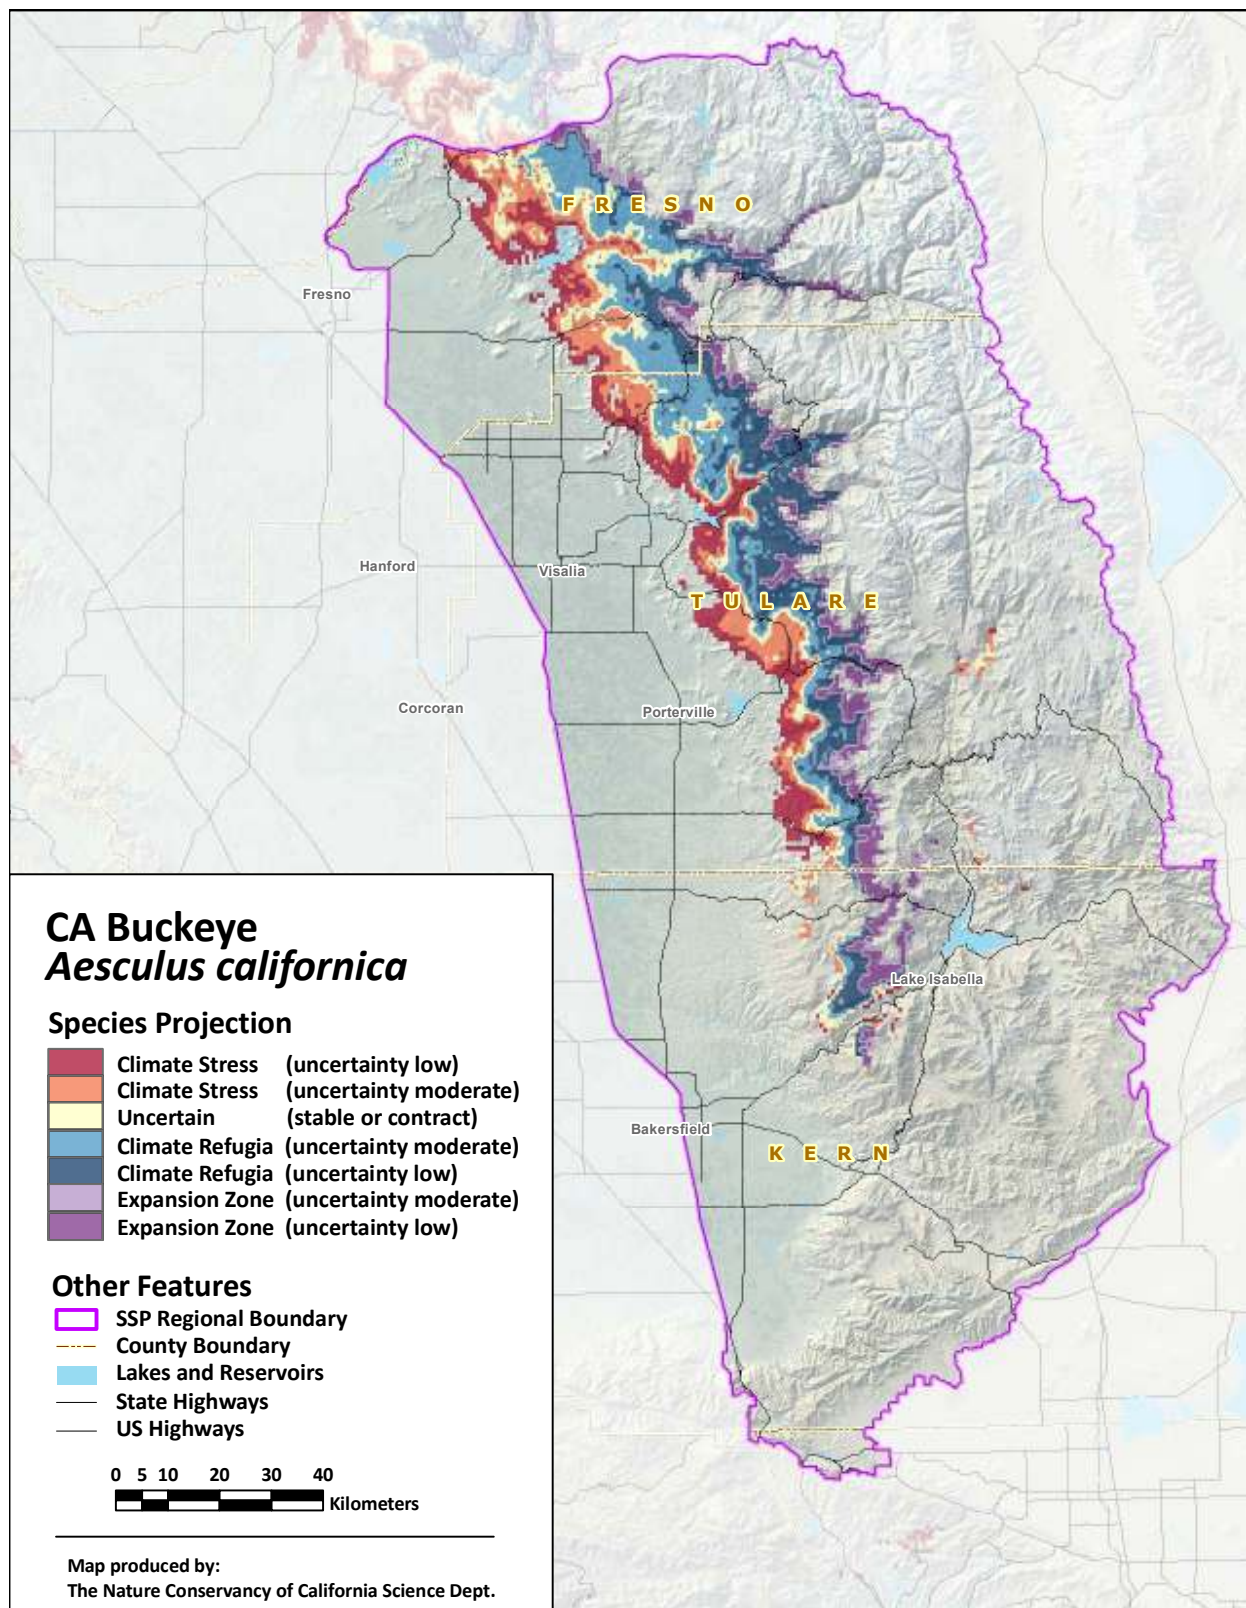 F R E S N O
Fresno
Hanford
Visalia
T U L A R E
Corcoran
Porterville
Lake Isabella
Bakersfield
K E R N
CA Buckeye
Aesculus californica
Species Projection
Climate Stress (uncertainty low)
Climate Stress (uncertainty moderate)
Uncertain (stable or contract)
Climate Refugia (uncertainty moderate)
Climate Refugia (uncertainty low)
Expansion Zone (uncertainty moderate)
Expansion Zone (uncertainty low)
Other Features
SSP Regional Boundary
County Boundary
Lakes and Reservoirs
State Highways
US Highways
0 5 10 20 30 40
Kilometers
Map produced by:
The Nature Conservancy of California Science Dept.